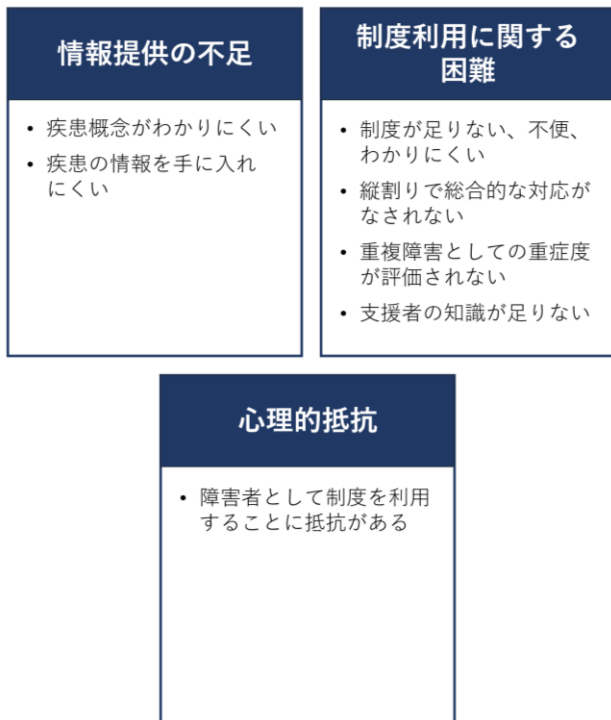 情報提供の不足
• 疾患概念がわかりにくい
• 疾患の情報を手に入れ
にくい
制度利用に関する
困難
• 制度が足りない、不便、
わかりにくい
• 縦割りで総合的な対応が
なされない
• 重複障害としての重症度
が評価されない
• 支援者の知識が足りない
心理的抵抗
• 障害者として制度を利用
することに抵抗がある